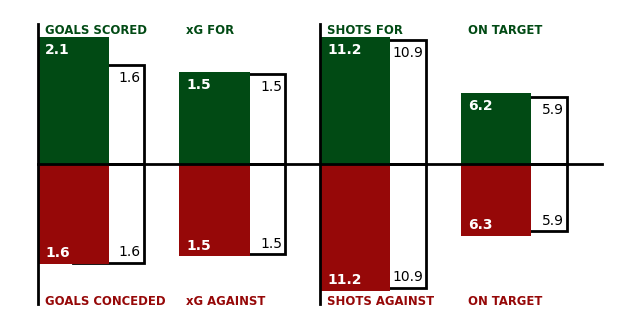 GOALS SCORED xG FOR SHOTS FOR ON TARGET
2.1 1.6 1.5 1.5 11.2 10.9 6.2 5.9
1.6 1.6 1.5 1.5 11.2 10.9 6.3 5.9
GOALS CONCEDED xG AGAINST SHOTS AGAINST ON TARGET